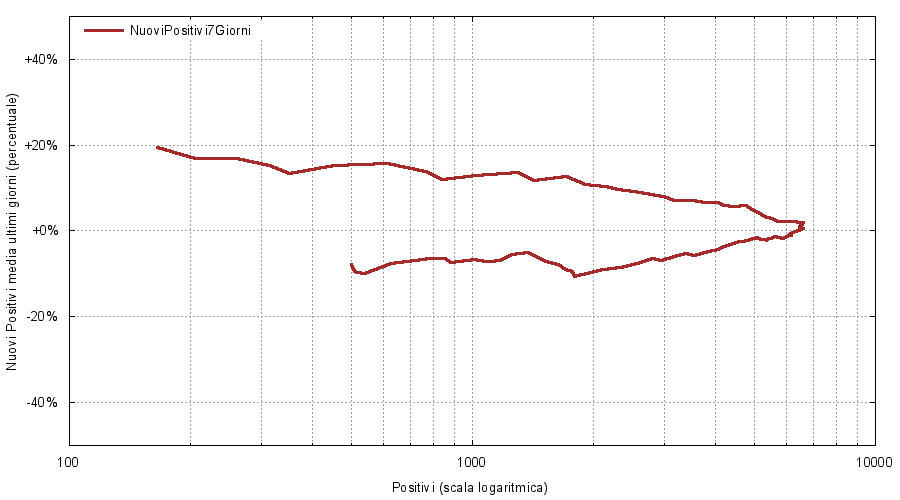 NuoviPositivi7Giorni
+40%
+20%
+0%
-20%
-40%
Nuovi Positivi media ultimi giorni (percentuale)
100 1000 10000
Positivi (scala logaritmica)